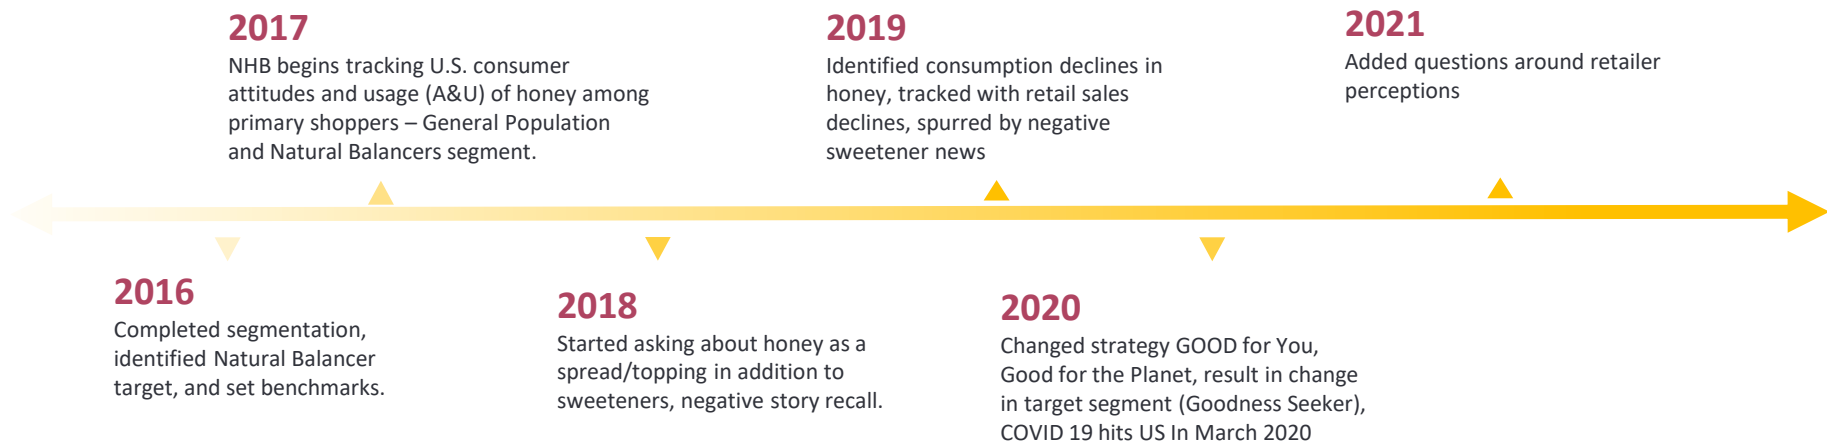 2017
NHB begins tracking U.S. consumer
attitudes and usage (A&U) of honey among
primary shoppers – General Population
and Natural Balancers segment.
2019
Identified consumption declines in
honey, tracked with retail sales
declines, spurred by negative
sweetener news
2021
Added questions around retailer
perceptions
2016
Completed segmentation,
identified Natural Balancer
target, and set benchmarks.
2018
Started asking about honey as a
spread/topping in addition to
sweeteners, negative story recall.
2020
Changed strategy GOOD for You,
Good for the Planet, result in change
in target segment (Goodness Seeker),
COVID 19 hits US In March 2020